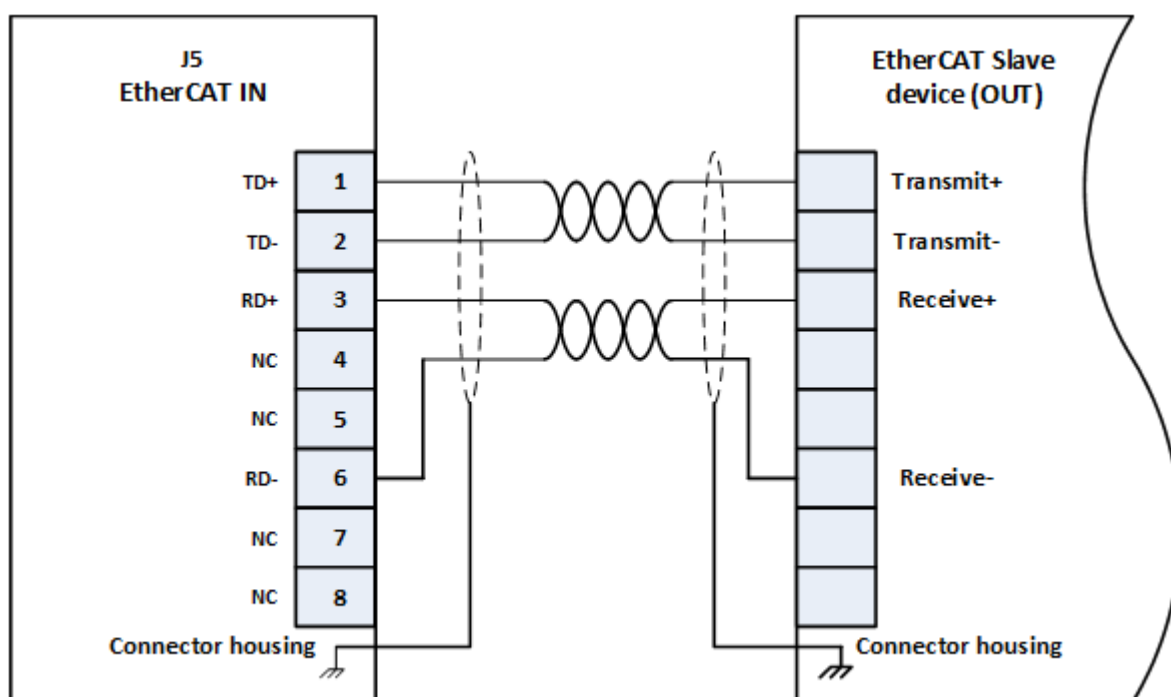 J5
EtherCAT IN
EtherCAT Slave
device (OUT)
TD+ 1 Transmit+
TD- 2 Transmit-
RD+ 3 Receive+
NC 4
NC 5
RD- 6 Receive-
NC 7
NC 8
Connector housing Connector housing